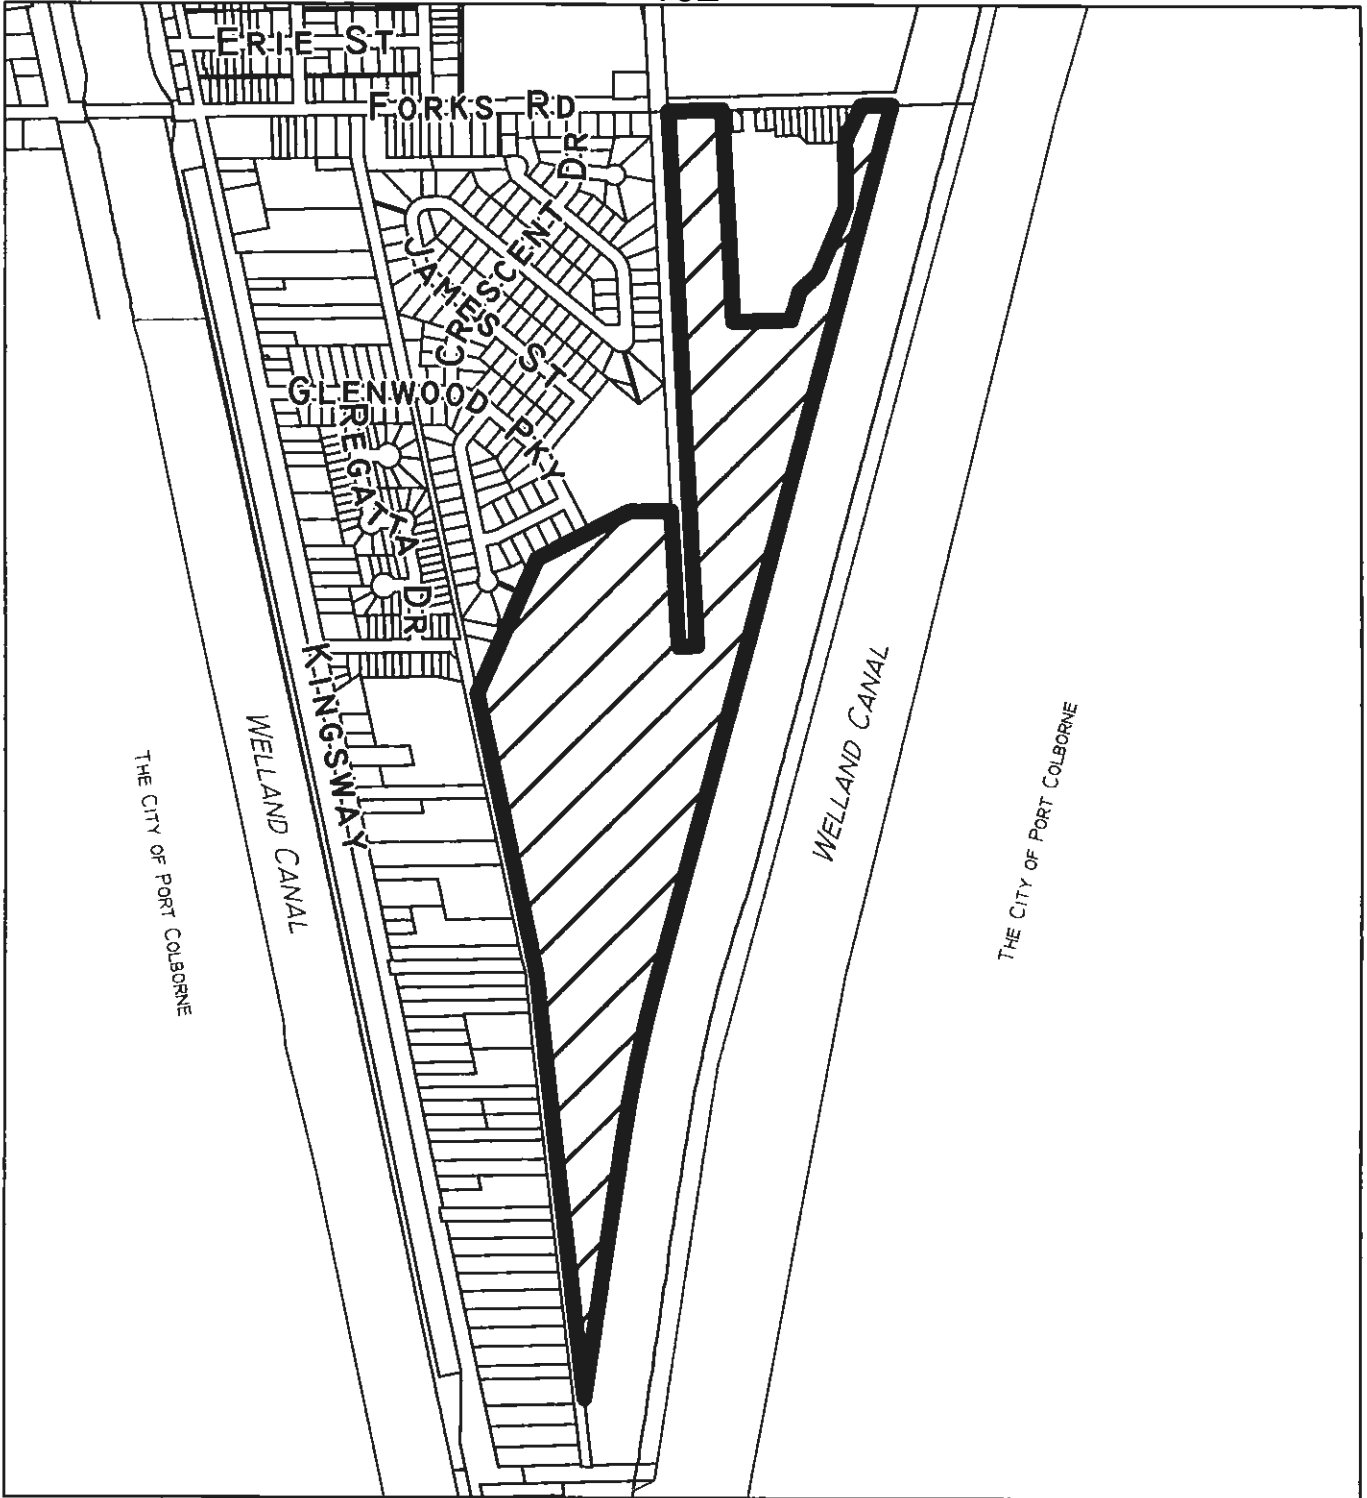 ERIE ST
FORKS RD
CRESCENT DR
JAMES ST
GLENWOOD PKY
REGATTA DR
KINGSWAY
WELLAND CANAL
WELLAND CANAL
THE CITY OF PORT COLBORNE
THE CITY OF PORT COLBORNE